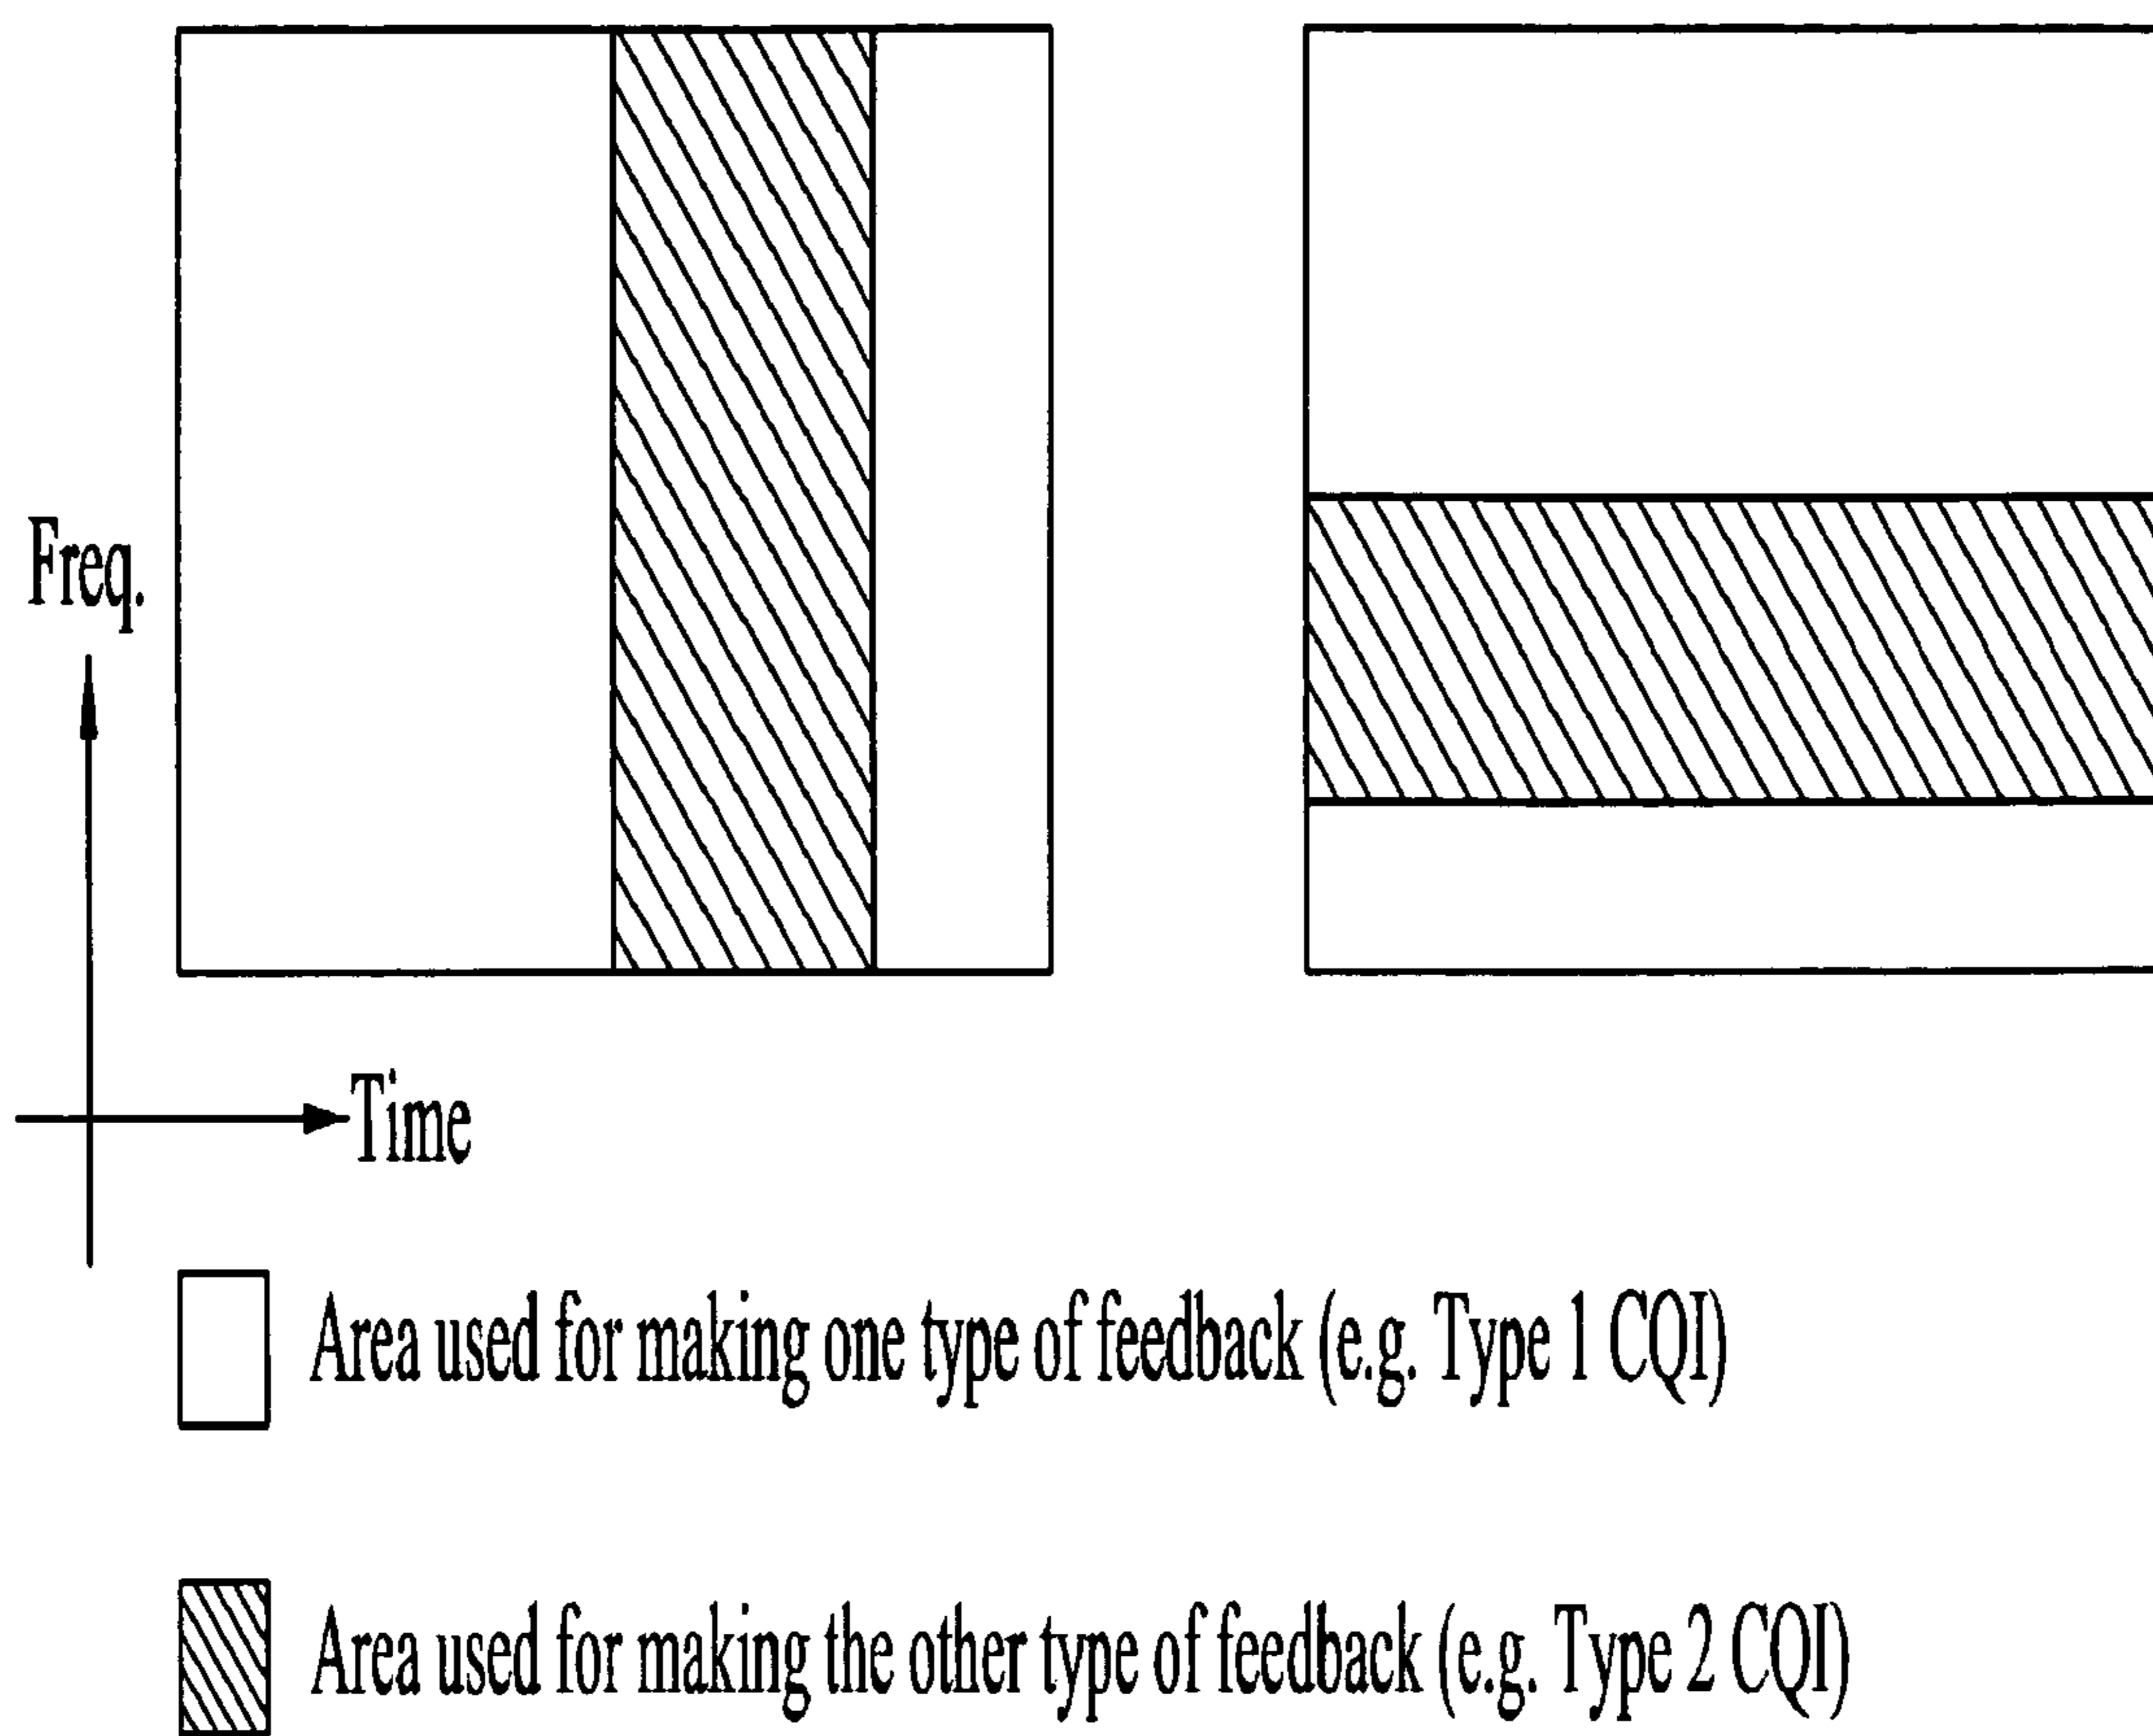 Freq.
Time
Area used for making one type of feedback (e.g. Type 1 CQI)
Area used for making the other type of feedback (e.g. Type 2 CQI)